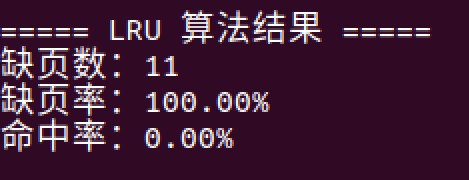 ===== LRU 算法结果 =====
缺页数：11
缺页率：100.00%
命中率：0.00%